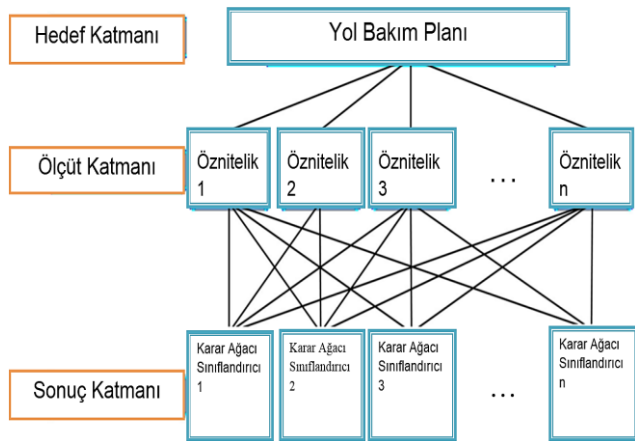 Hedef Katmanı
Yol Bakım Planı
Ölçüt Katmanı
Öznitelik
1
Öznitelik
2
Öznitelik
3
...
Öznitelik
n
Sonuç Katmanı
Karar Ağacı
Sınıflandırıcı
1
Karar Ağacı
Sınıflandırıcı
2
Karar Ağacı
Sınıflandırıcı
3
...
Karar Ağacı
Sınıflandırıcı
n